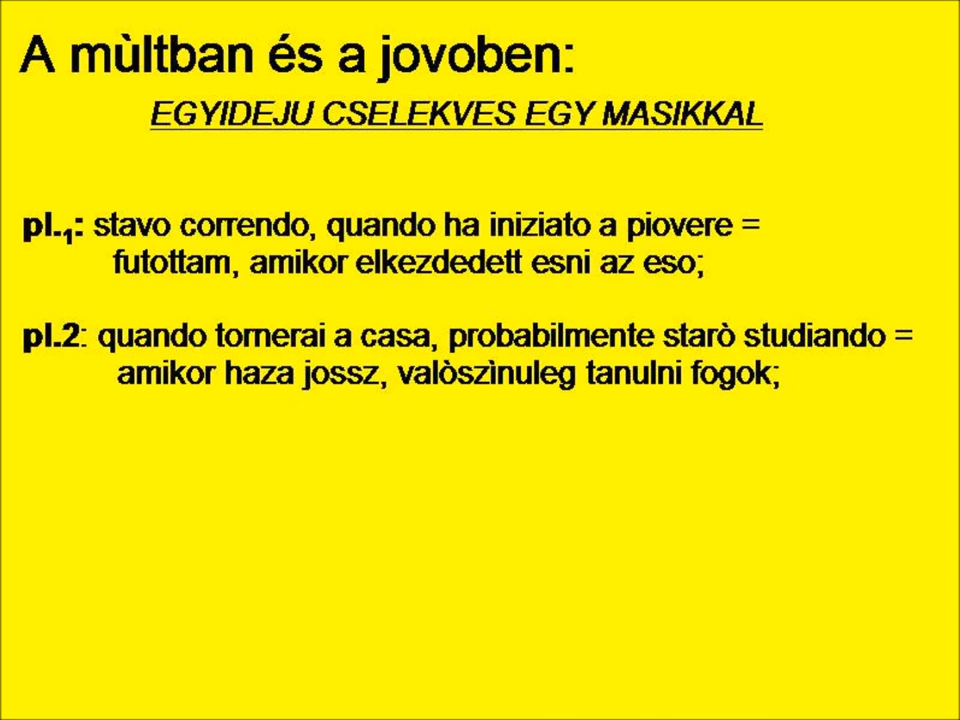 A mùltban és a jovoben:
EGYIDEJU CSELEKVES EGY MASIKKAL
pl.1: stavo correndo, quando ha iniziato a piovere =
futottam, amikor elkezdedett esni az eso;
pl.2: quando tornerai a casa, probabilmente starò studiando =
amikor haza jossz, valòszìnuleg tanulni fogok;